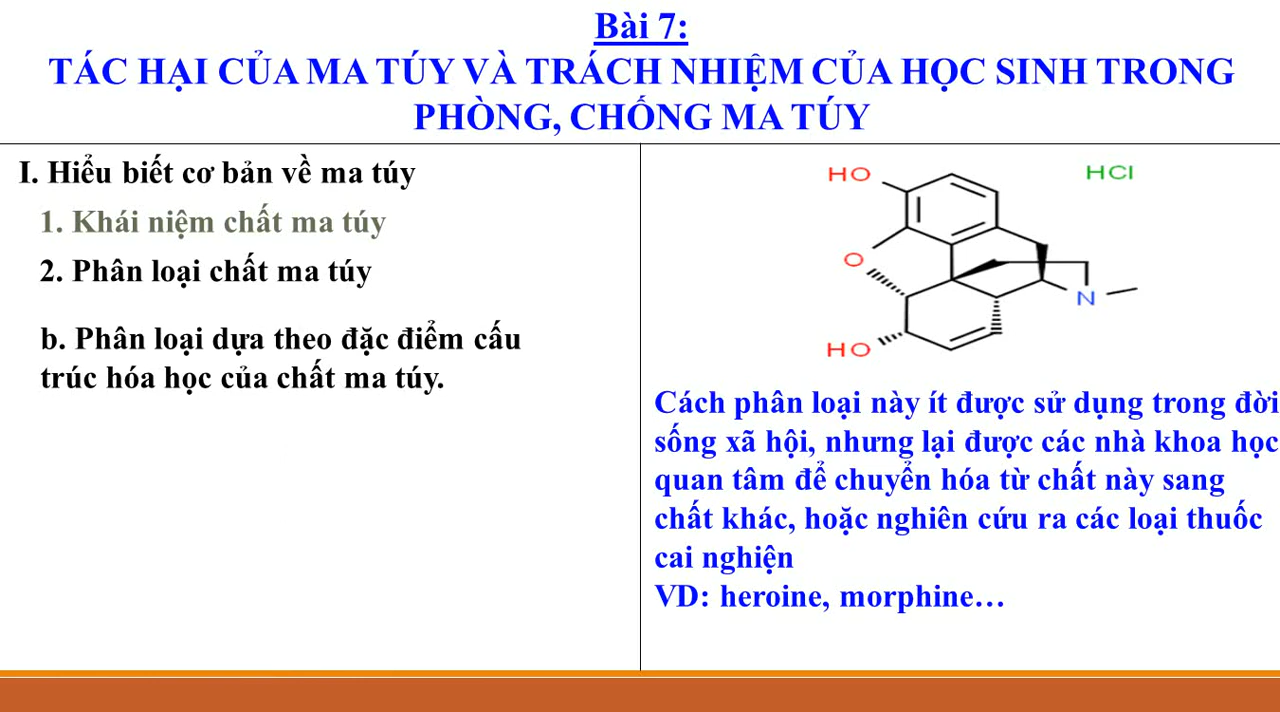 Bài 7:
TÁC HẠI CỦA MA TÚY VÀ TRÁCH NHIỆM CỦA HỌC SINH TRONG
PHÒNG, CHỐNG MA TÚY
I. Hiểu biết cơ bản về ma túy
1. Khái niệm chất ma túy
2. Phân loại chất ma túy
b. Phân loại dựa theo đặc điểm cấu
trúc hóa học của chất ma túy.
HO
HCl
O
N
HO
Cách phân loại này ít được sử dụng trong đời
sống xã hội, nhưng lại được các nhà khoa học
quan tâm để chuyển hóa từ chất này sang
chất khác, hoặc nghiên cứu ra các loại thuốc
cai nghiện
VD: heroine, morphine…